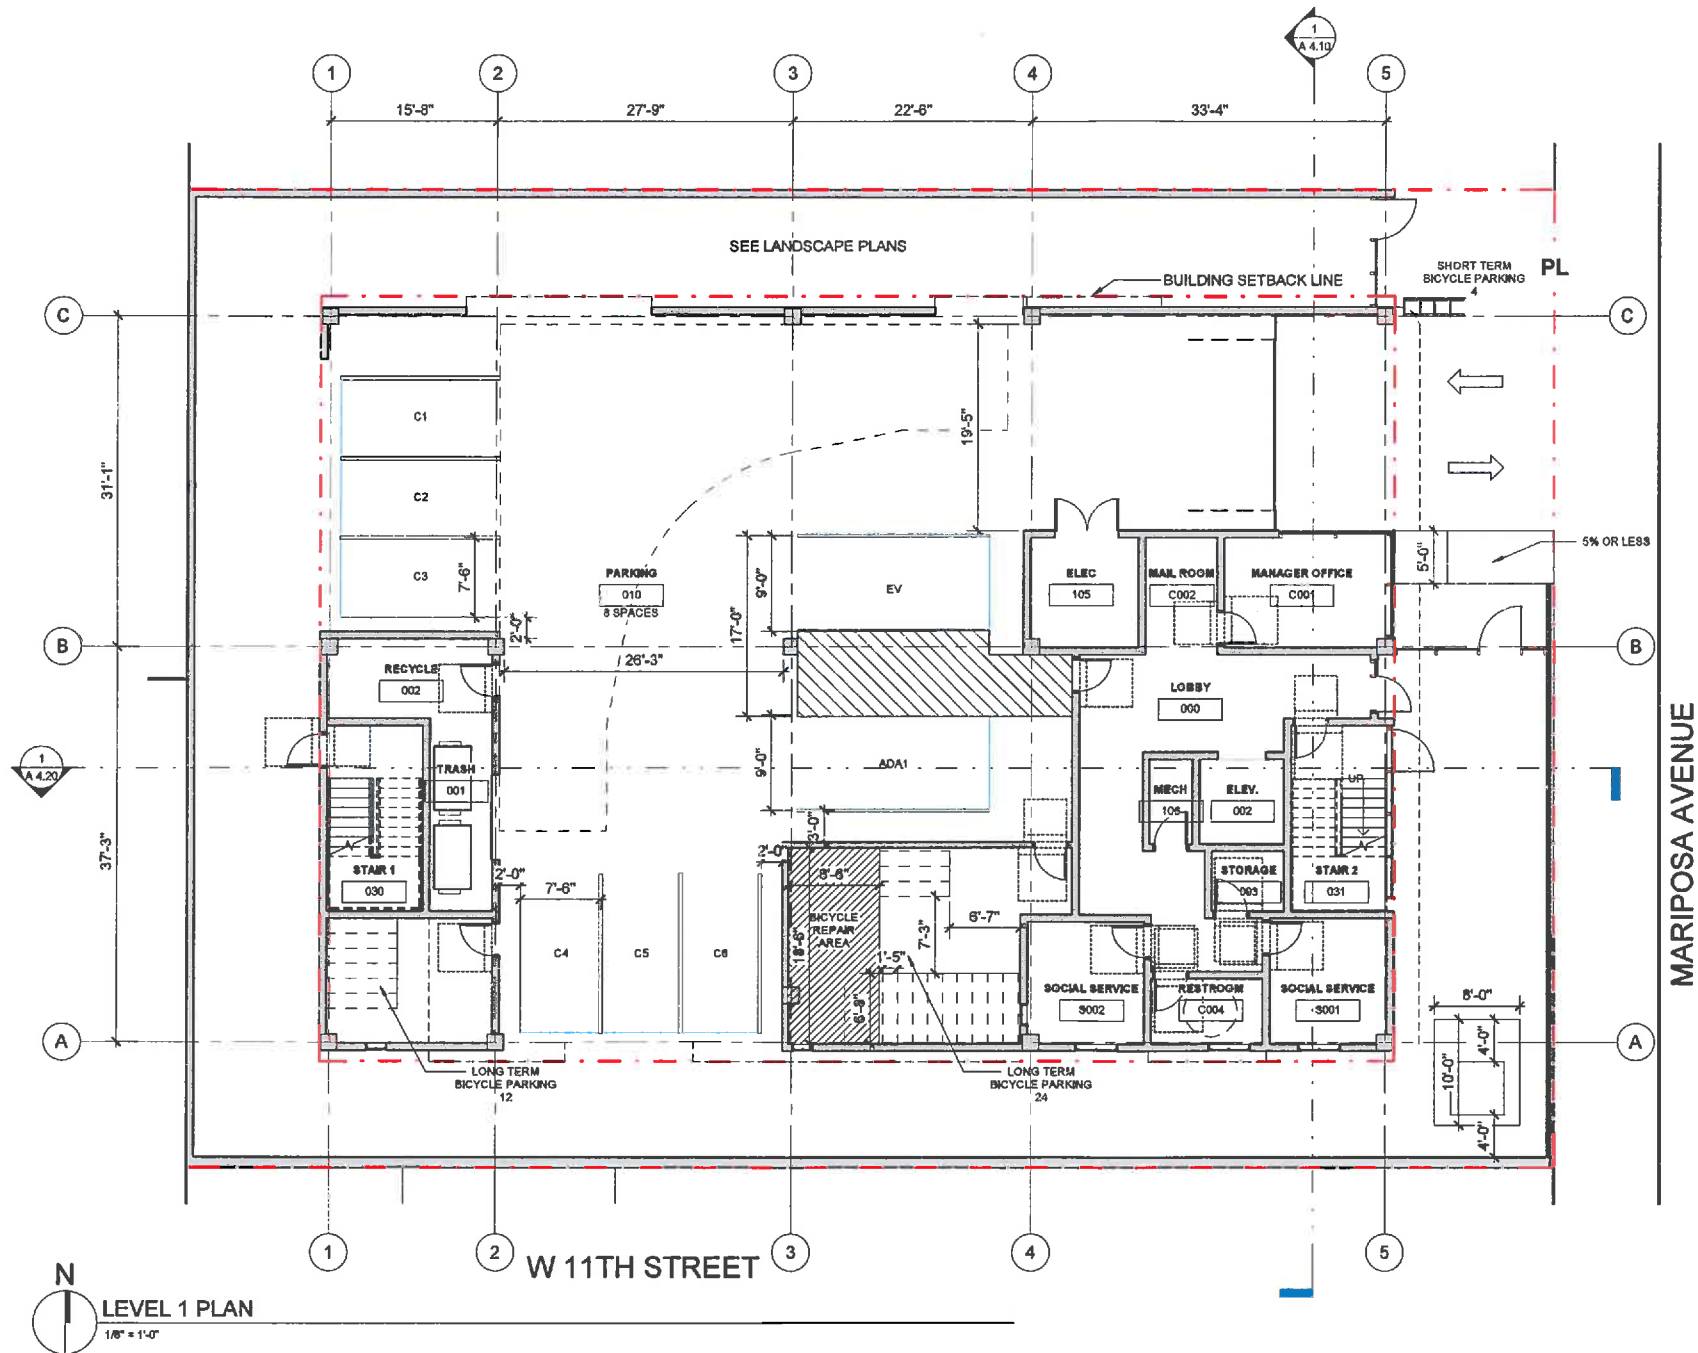 1
A 4.10
1
2
3
4
5
15'-8"
27'-9"
22'-6"
33'-4"
SEE LANDSCAPE PLANS
BUILDING SETBACK LINE
SHORT TERM
BICYCLE PARKING
4
PL
C
C
31'-1"
C1
C2
C3
7'-6"
2'-0"
PARKING
010
8 SPACES
19'-5"
EV
9'-0"
17'-0"
ELEC
105
MAIL ROOM
C002
MANAGER OFFICE
C001
5'-0"
5% OR LESS
B
B
26'-3"
RECYCLE
002
LOBBY
000
1
A 4.20
37'-3"
TRASH
001
9'-0"
ADA1
3'-0"
MECH
106
ELEV.
002
UP
STAIR 1
030
2'-0"
7'-6"
2'-0"
8'-6"
STORAGE
003
STAIR 2
031
BICYCLE
REPAIR
AREA
18'-6"
6'-7"
7'-3"
1'-5"
6'-8"
C4
C5
C6
SOCIAL SERVICE
S002
RESTROOM
C004
SOCIAL SERVICE
S001
A
A
LONG TERM
BICYCLE PARKING
12
LONG TERM
BICYCLE PARKING
24
8'-0"
4'-0"
10'-0"
4'-0"
MARIPOSA AVENUE
1
2
3
4
5
W 11TH STREET
N
LEVEL 1 PLAN
1/8" = 1'-0"